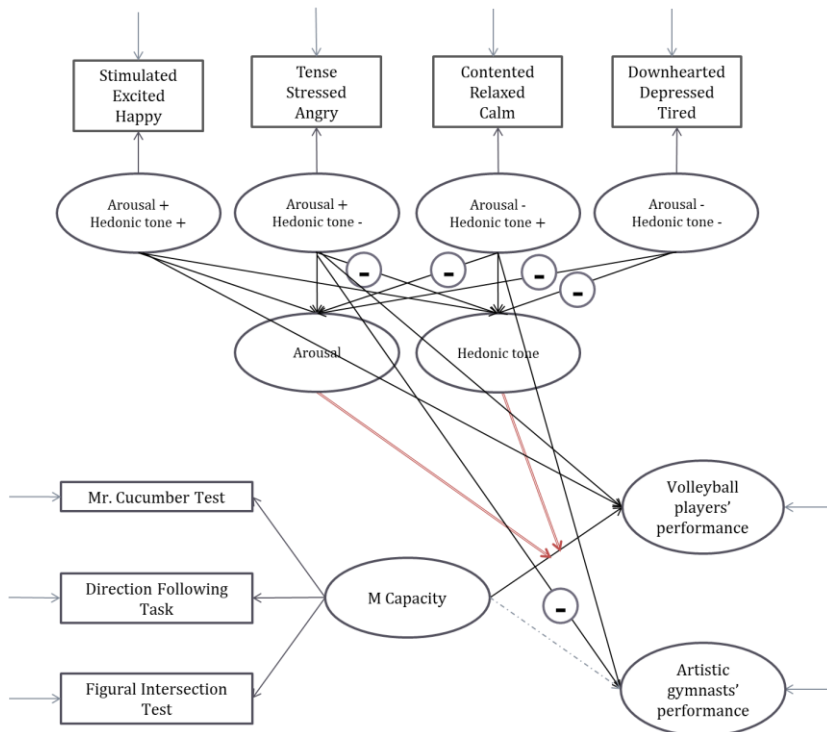 Stimulated
Excited
Happy
Tense
Stressed
Angry
Contented
Relaxed
Calm
Downhearted
Depressed
Tired
Arousal +
Hedonic tone +
Arousal +
Hedonic tone -
Arousal -
Hedonic tone +
Arousal -
Hedonic tone -
-
-
-
-
Arousal
Hedonic tone
Mr. Cucumber Test
Volleyball
players'
performance
Direction Following
Task
M Capacity
-
Figural Intersection
Test
Artistic
gymnasts'
performance